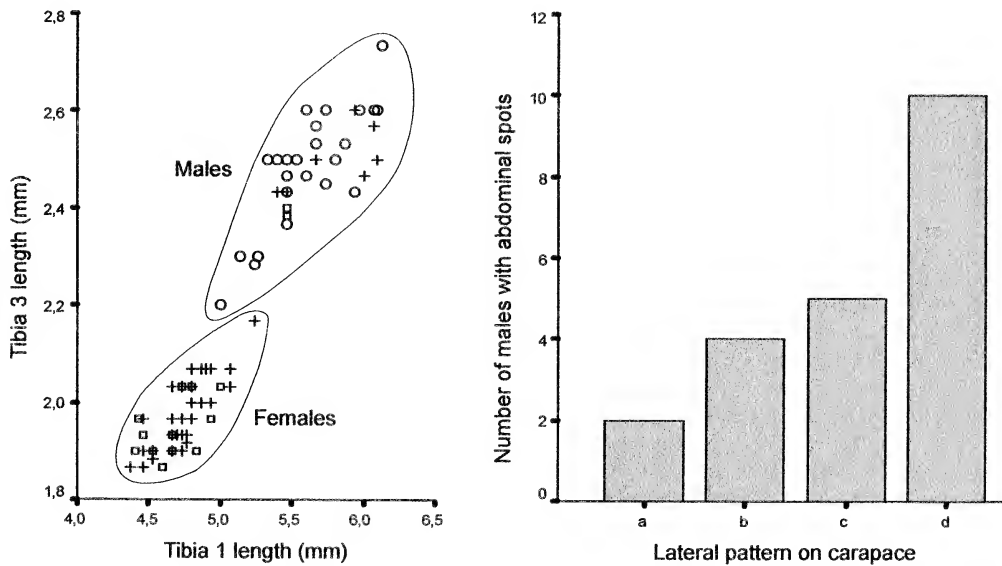 2,8
2,6
2,4
2,2
2,0
1,8
4,0
4,5
5,0
5,5
6,0
6,5
Tibia 3 length (mm)
Tibia 1 length (mm)
Males
Females
12
10
8
6
4
2
0
a
b
c
d
Number of males with abdominal spots
Lateral pattern on carapace